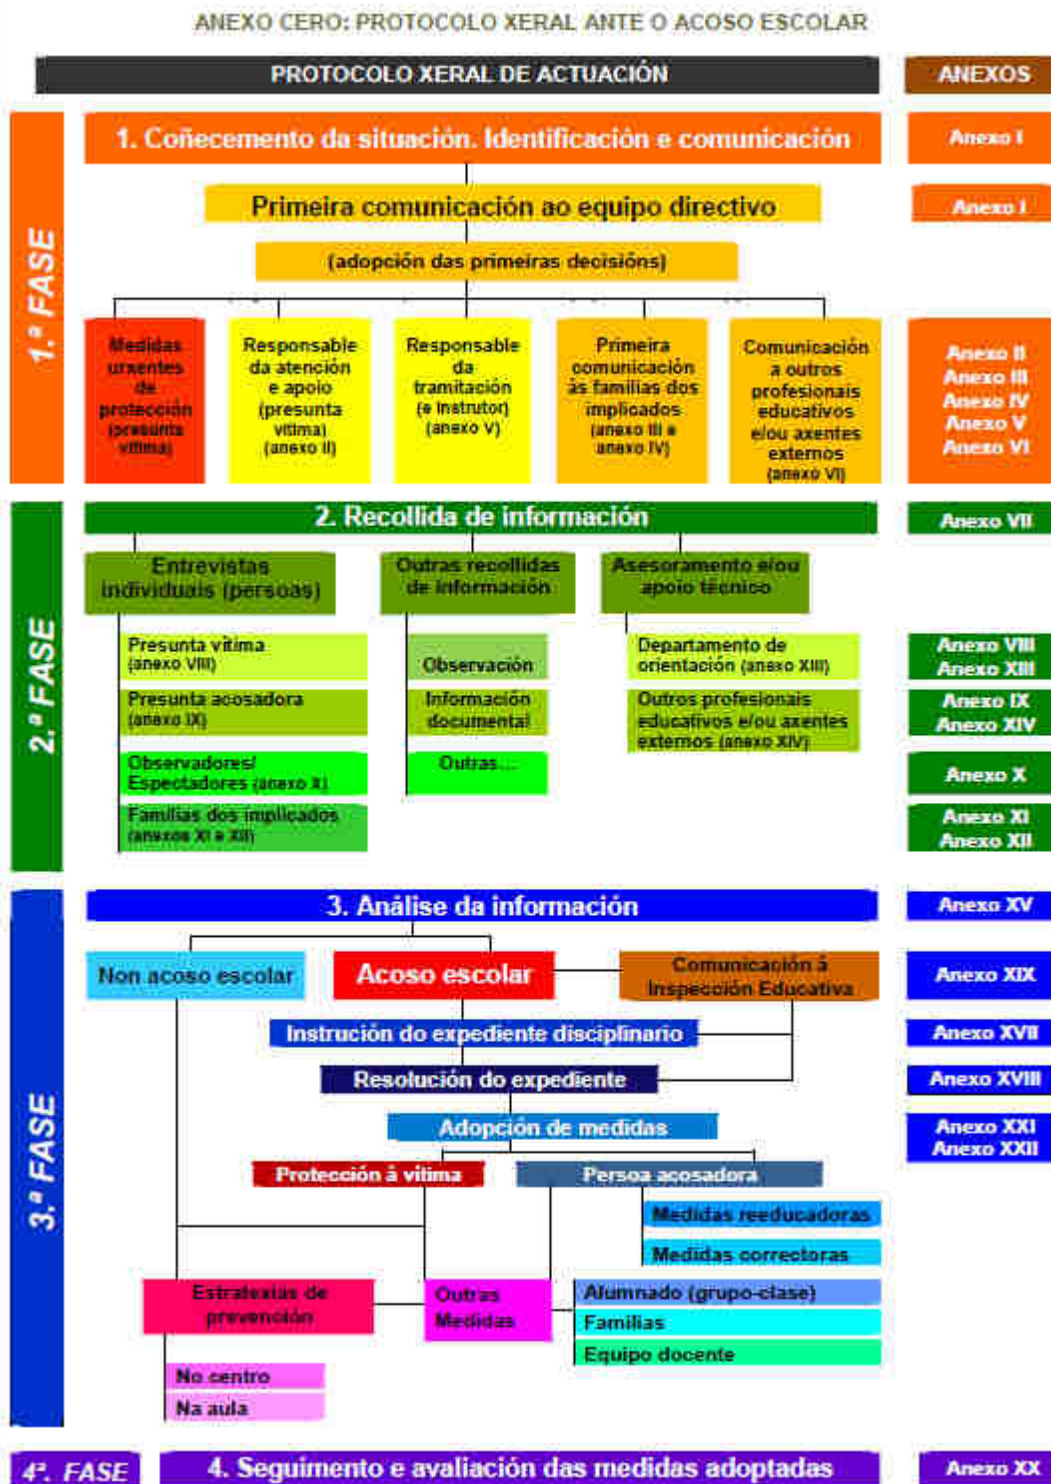 ANEXO CERO: PROTOCOLO XERAL ANTE O ACOSO ESCOLAR
PROTOCOLO XERAL DE ACTUACIÓN
ANEXOS
1.ª FASE
1. Coñecemento da situación. Identificación e comunicación
Anexo I
Primeira comunicación ao equipo directivo
Anexo I
(adopción das primeiras decisións)
Medidas
urxentes
de
protección
(presunta
vítima)
Responsable
da atención
e apoio
(presunta
vítima)
(anexo II)
Responsable
da
tramitación
(e instrutor)
(anexo V)
Primeira
comunicación
às familias dos
implicados
(anexo III e
anexo IV)
Comunicación
a outros
profesionais
educativos
e/ou axentes
externos
(anexo VI)
Anexo II
Anexo III
Anexo IV
Anexo V
Anexo VI
2.ª FASE
2. Recollida de información
Anexo VII
Entrevistas
individuais (persoas)
Outras recollidas
de información
Asesoramento e/ou
apoio técnico
Presunta vítima
(anexo VIII)
Observación
Departamento de
orientación (anexo XIII)
Anexo VIII
Anexo XIII
Presunta acosadora
(anexo IX)
Información
documental
Outros profesionais
educativos e/ou axentes
externos (anexo XIV)
Anexo IX
Anexo XIV
Observadores/
Espectadores (anexo X)
Outras...
Anexo X
Familias dos implicados
(anexos XI e XII)
Anexo XI
Anexo XII
3.ª FASE
3. Análise da información
Anexo XV
Non acoso escolar
Acoso escolar
Comunicación á
Inspección Educativa
Anexo XIX
Instrución do expediente disciplinario
Anexo XVII
Resolución do expediente
Anexo XVIII
Adopción de medidas
Anexo XXI
Anexo XXII
Protección á vítima
Persoa acosadora
Medidas reeducadoras
Medidas correctoras
Estratexias de
prevención
Outras
Medidas
Alumnado (grupo-clase)
Familias
Equipo docente
No centro
Na aula
4ª. FASE
4. Seguimento e avaliación das medidas adoptadas
Anexo XX